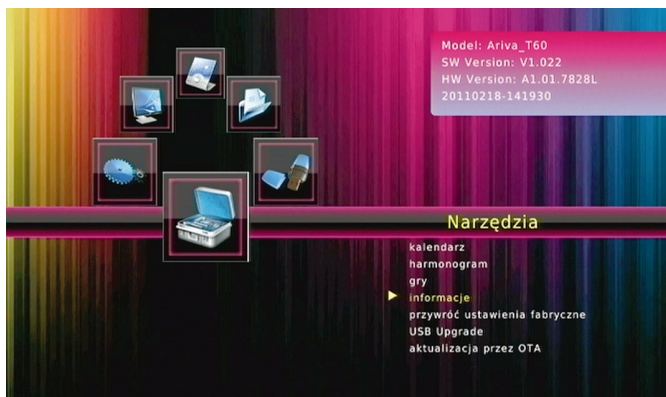 Model: Ariva_T60
SW Version: V1.022
HW Version: A1.01.7828L
20110218-141930
Narzędzia
kalendarz
harmonogram
gry
informacje
przywróć ustawienia fabryczne
USB Upgrade
aktualizacja przez OTA